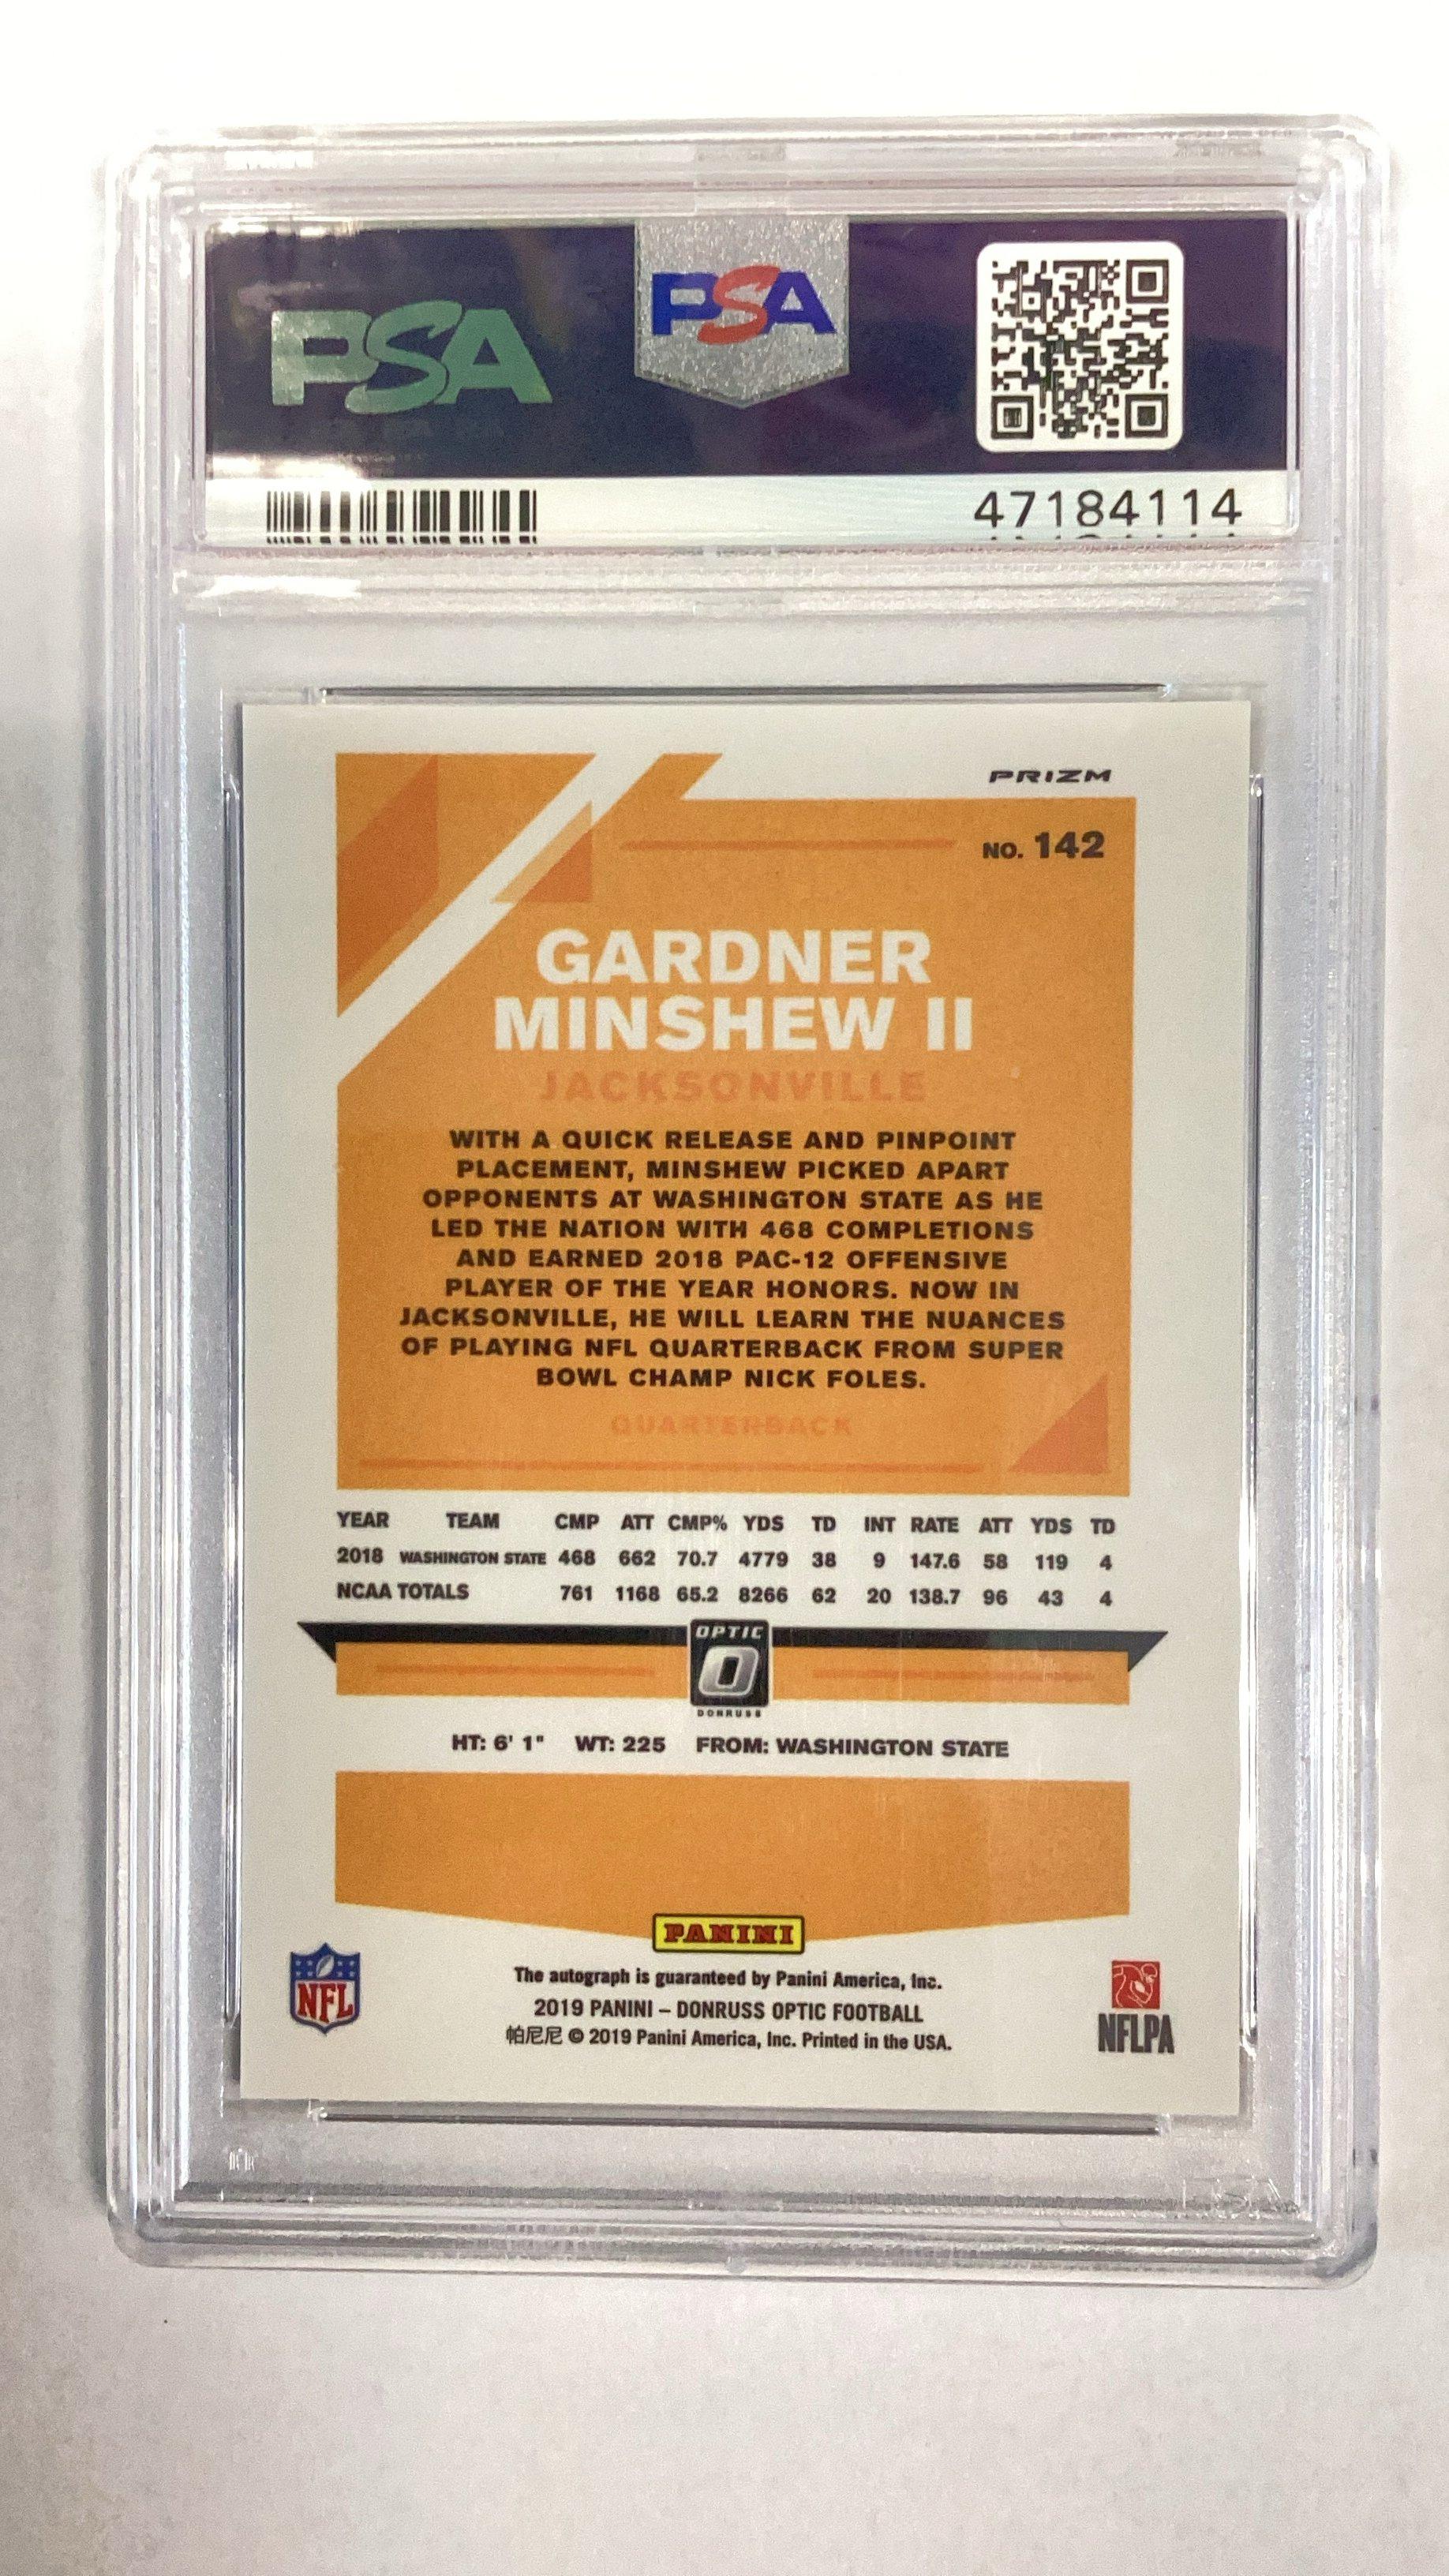 PSA
PSA
47184114
PRIZM
NO. 142
GARDNER
MINSHEW II
JACKSONVILLE
WITH A QUICK RELEASE AND PINPOINT
PLACEMENT, MINSHEW PICKED APART
OPPONENTS AT WASHINGTON STATE AS HE
LED THE NATION WITH 468 COMPLETIONS
AND EARNED 2018 PAC-12 OFFENSIVE
PLAYER OF THE YEAR HONORS. NOW IN
JACKSONVILLE, HE WILL LEARN THE NUANCES
OF PLAYING NFL QUARTERBACK FROM SUPER
BOWL CHAMP NICK FOLES.
QUARTERBACK
YEAR TEAM CMP ATT CMP% YDS TD INT RATE ATT YDS TD
2018 WASHINGTON STATE 468 662 70.7 4779 38 9 147.6 58 119 4
NCAA TOTALS 761 1168 65.2 8266 62 20 138.7 96 43 4
OPTIC
O
DONRUSS
HT: 6' 1" WT: 225 FROM: WASHINGTON STATE
PANINI
NFL
The autograph is guaranteed by Panini America, Inc.
2019 PANINI – DONRUSS OPTIC FOOTBALL
帕尼尼 © 2019 Panini America, Inc. Printed in the USA.
NFLPA